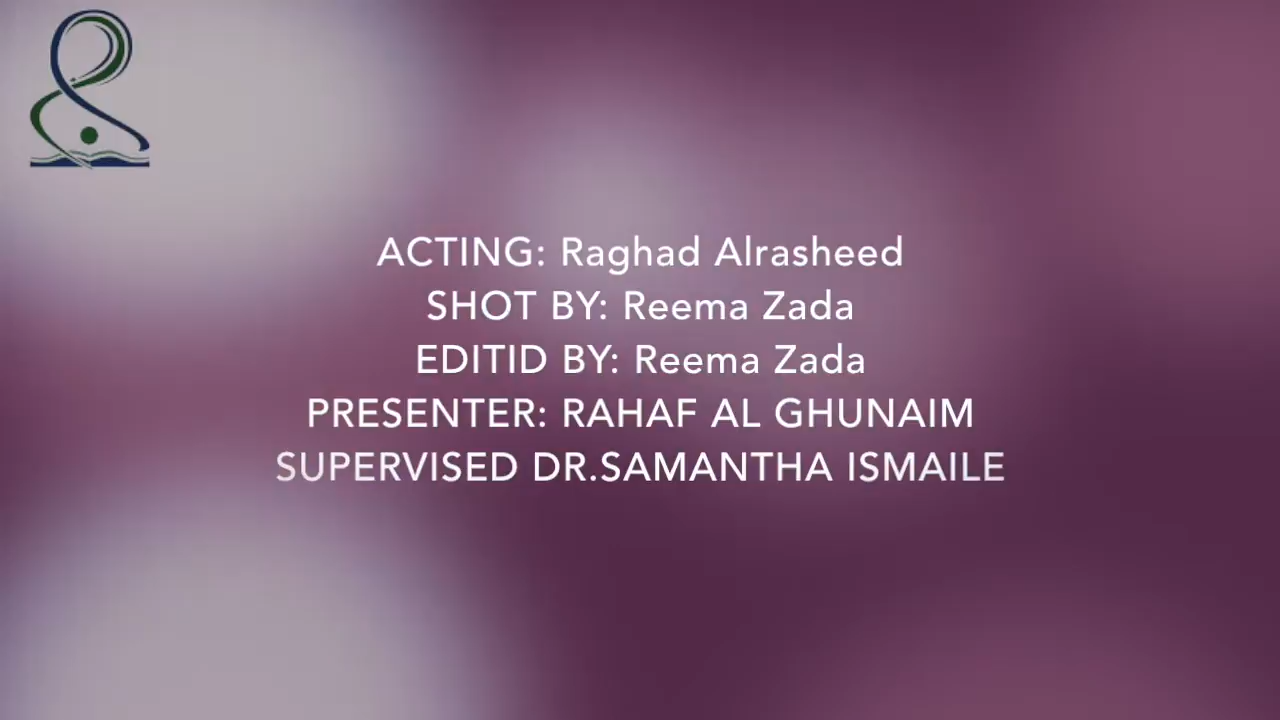 ACTING: Raghad Alrasheed
SHOT BY: Reema Zada
EDITID BY: Reema Zada
PRESENTER: RAHAF AL GHUNAIM
SUPERVISED DR.SAMANTHA ISMAILE